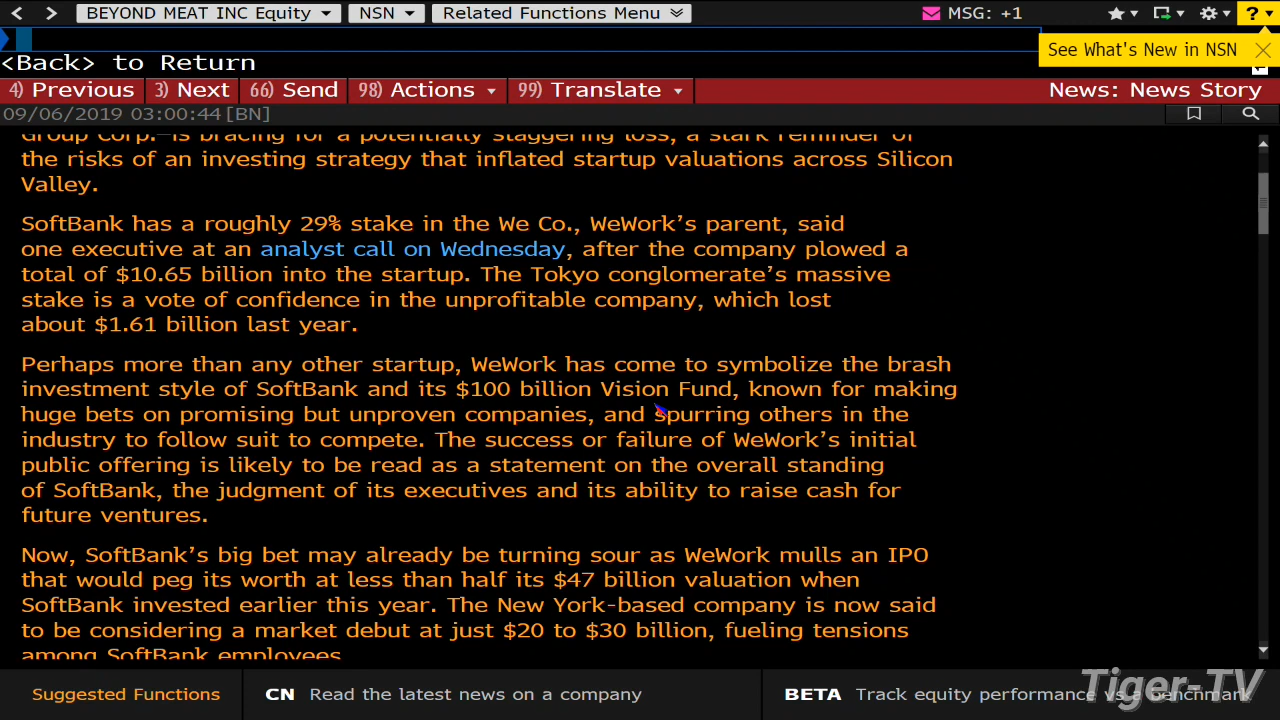 BEYOND MEAT INC Equity NSN Related Functions Menu MSG: +1 ?
See What's New in NSN
<Back> to Return
4) Previous 3) Next 66) Send 98) Actions 99) Translate News: News Story
09/06/2019 03:00:44 [BN]
Group Corp.—is bracing for a potentially staggering loss, a stark reminder of
the risks of an investing strategy that inflated startup valuations across Silicon
Valley.
SoftBank has a roughly 29% stake in the We Co., WeWork's parent, said
one executive at an analyst call on Wednesday, after the company plowed a
total of $10.65 billion into the startup. The Tokyo conglomerate's massive
stake is a vote of confidence in the unprofitable company, which lost
about $1.61 billion last year.
Perhaps more than any other startup, WeWork has come to symbolize the brash
investment style of SoftBank and its $100 billion Vision Fund, known for making
huge bets on promising but unproven companies, and spurring others in the
industry to follow suit to compete. The success or failure of WeWork's initial
public offering is likely to be read as a statement on the overall standing
of SoftBank, the judgment of its executives and its ability to raise cash for
future ventures.
Now, SoftBank's big bet may already be turning sour as WeWork mulls an IPO
that would peg its worth at less than half its $47 billion valuation when
SoftBank invested earlier this year. The New York-based company is now said
to be considering a market debut at just $20 to $30 billion, fueling tensions
among SoftBank employees.
Suggested Functions CN Read the latest news on a company BETA Track equity performance vs a benchmark
Tiger-TV